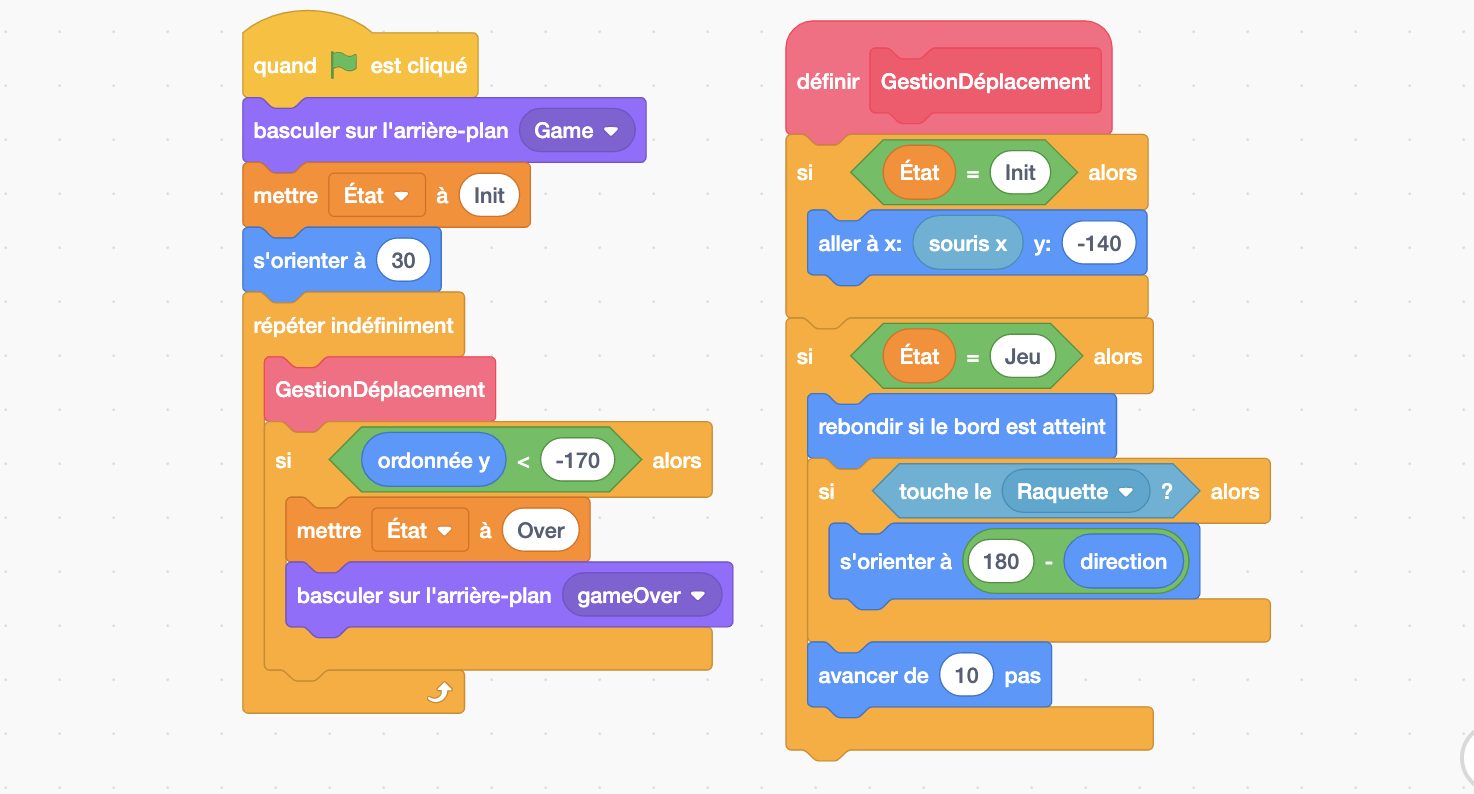 quand est cliqué
basculer sur l'arrière-plan Game
mettre État à Init
s'orienter à 30
répéter indéfiniment
GestionDéplacement
si ordonnée y < -170 alors
mettre État à Over
basculer sur l'arrière-plan gameOver
définir GestionDéplacement
si État = Init alors
aller à x: souris x y: -140
si État = Jeu alors
rebondir si le bord est atteint
si touche le Raquette ? alors
s'orienter à 180 - direction
avancer de 10 pas